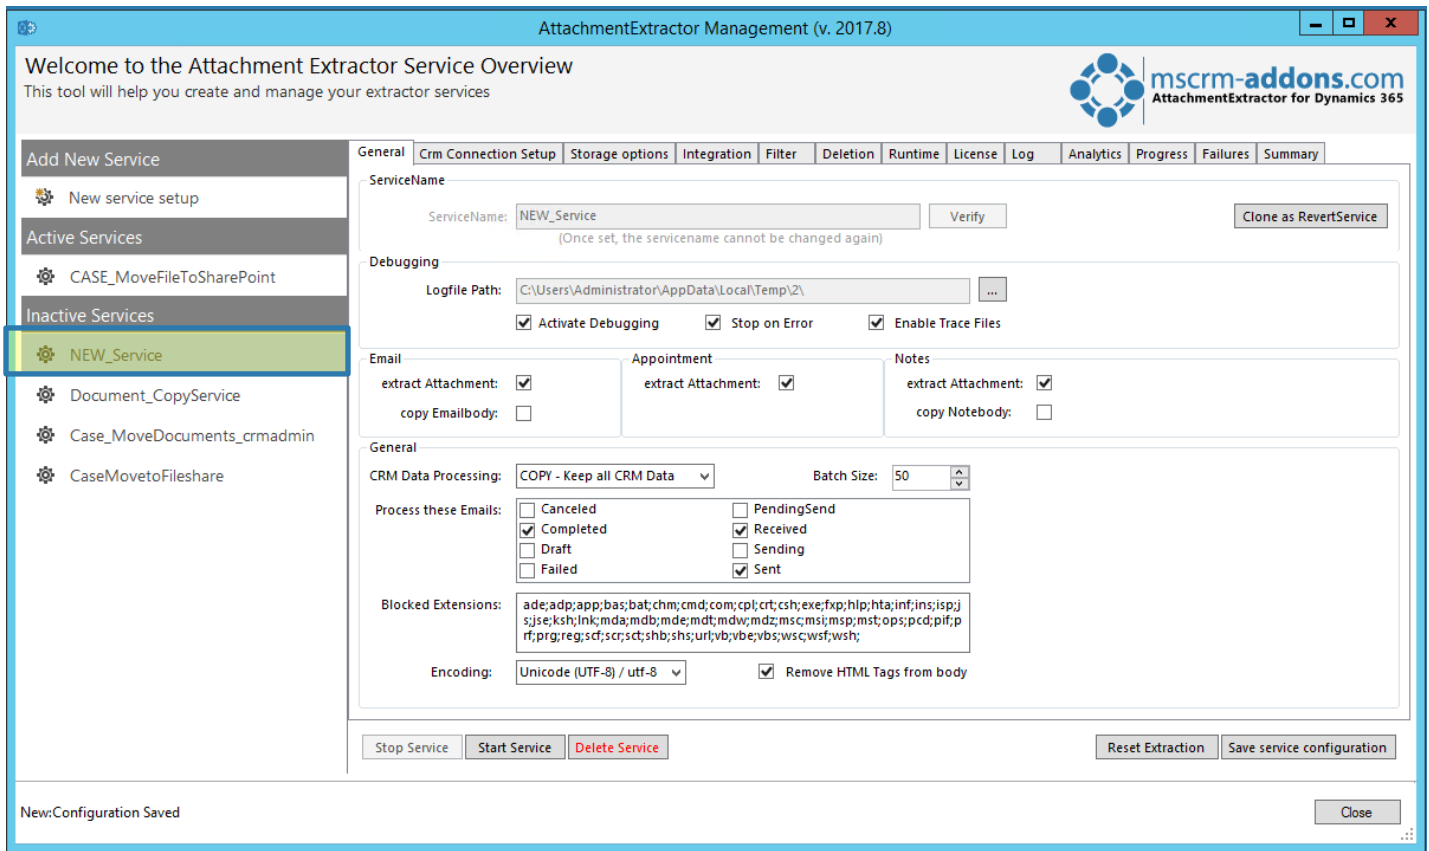 AttachmentExtractor Management (v. 2017.8)
Welcome to the Attachment Extractor Service Overview
This tool will help you create and manage your extractor services
mscrm-addons.com
AttachmentExtractor for Dynamics 365
Add New Service
New service setup
Active Services
CASE_MoveFileToSharePoint
Inactive Services
NEW_Service
Document_CopyService
Case_MoveDocuments_crmadmin
CaseMovetoFileshare
General Crm Connection Setup Storage options Integration Filter Deletion Runtime License Log Analytics Progress Failures Summary
ServiceName
ServiceName: NEW_Service Verify Clone as RevertService
(Once set, the servicename cannot be changed again)
Debugging
Logfile Path: C:\Users\Administrator\AppData\Local\Temp\2\ ...
Activate Debugging Stop on Error Enable Trace Files
Email Appointment Notes
extract Attachment: extract Attachment: extract Attachment:
copy Emailbody: copy Notebody:
General
CRM Data Processing: COPY - Keep all CRM Data Batch Size: 50
Process these Emails: Canceled PendingSend
Completed Received
Draft Sending
Failed Sent
Blocked Extensions: ade;adp;app;bas;bat;chm;cmd;com;cpl;crt;csh;exe;fxp;hlp;hta;inf;ins;isp;j
s;jse;ksh;lnk;mda;mdb;mde;mdt;mdw;mdz;msc;msi;msp;mst;ops;pcd;pif;p
rf;prg;reg;scf;scr;sct;shb;shs;url;vb;vbe;vbs;wsc;wsf;wsh;
Encoding: Unicode (UTF-8) / utf-8 Remove HTML Tags from body
Stop Service Start Service Delete Service Reset Extraction Save service configuration
New:Configuration Saved Close